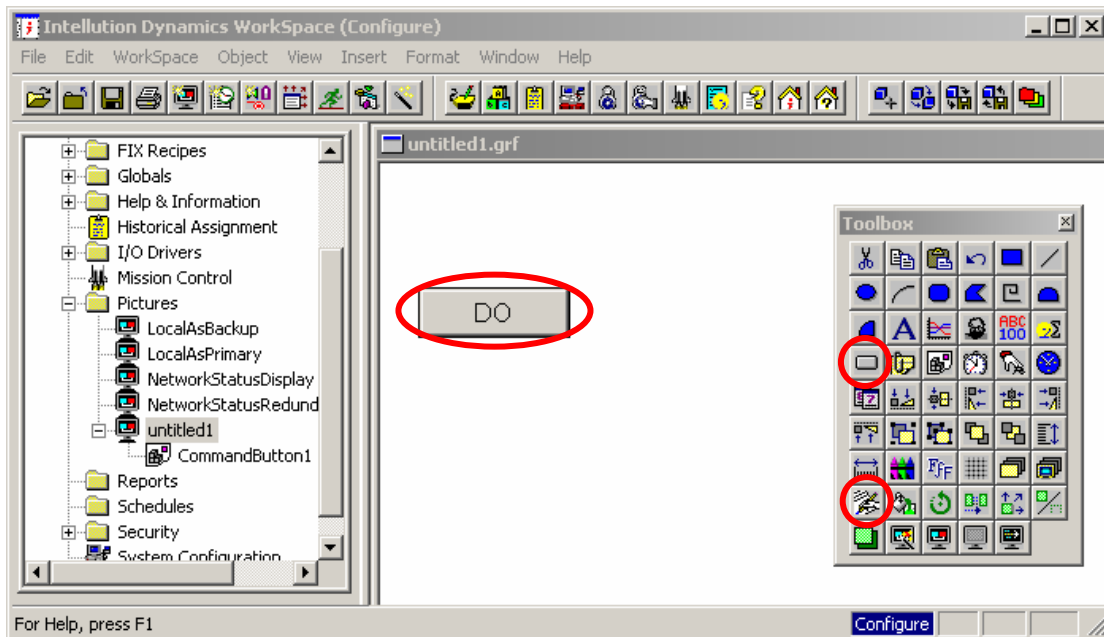 Intellution Dynamics WorkSpace (Configure)
File Edit WorkSpace Object View Insert Format Window Help
FIX Recipes
Globals
Help & Information
Historical Assignment
I/O Drivers
Mission Control
Pictures
LocalAsBackup
LocalAsPrimary
NetworkStatusDisplay
NetworkStatusRedund
untitled1
CommandButton1
Reports
Schedules
Security
System Configuration
untitled1.grf
DO
Toolbox
A
ABC
100
?
Σ
7
FfF
For Help, press F1
Configure